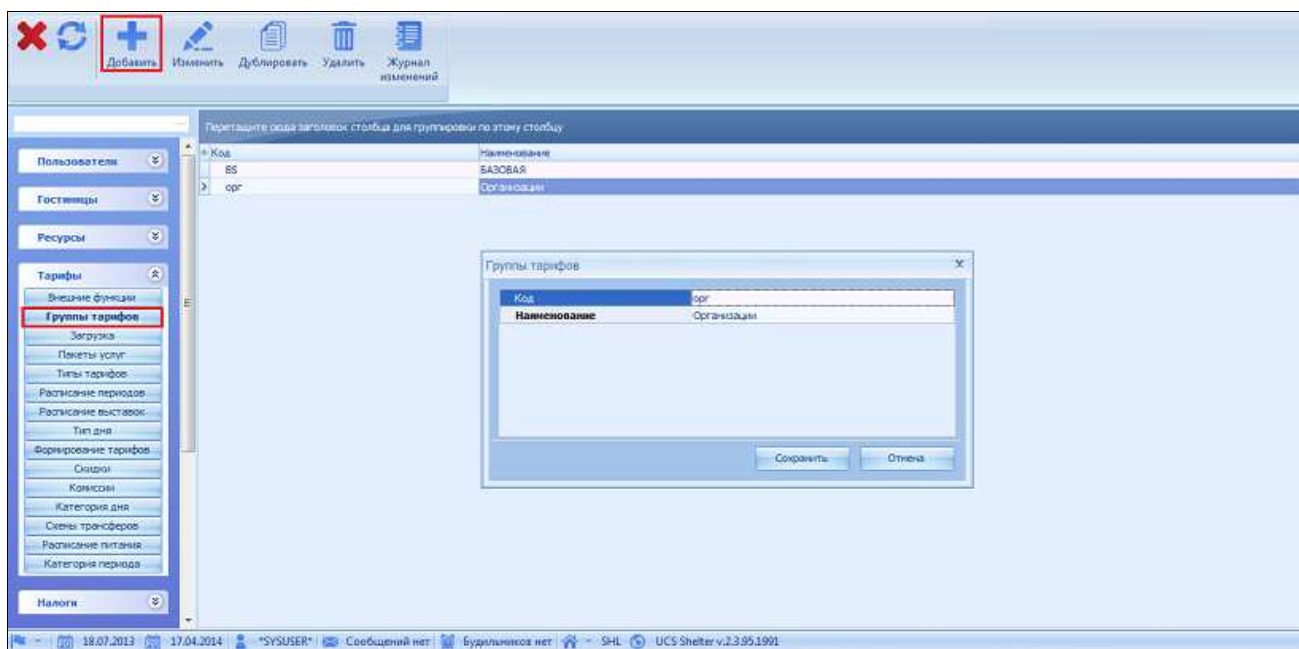 Добавить Изменить Дублировать Удалить Журнал
изменений
Перетащите сюда заголовок столбца для группировки по этому столбцу
Код Наименование
BS БАЗОВАЯ
орг Организации
Пользователи
Гостиницы
Ресурсы
Тарифы
Внешние функции
Группы тарифов
Загрузка
Пакеты услуг
Типы тарифов
Расписание периодов
Расписание выставок
Тип дня
Формирование тарифов
Скидки
Комиссии
Категория дня
Схемы трансферов
Расписание питания
Категория периода
Налоги
Группы тарифов
Код орг
Наименование Организации
Сохранить Отмена
18.07.2013 17.04.2014 *SYSUSER* Сообщений нет Будильников нет SHL UCS Shelter v.2.3.95.1991